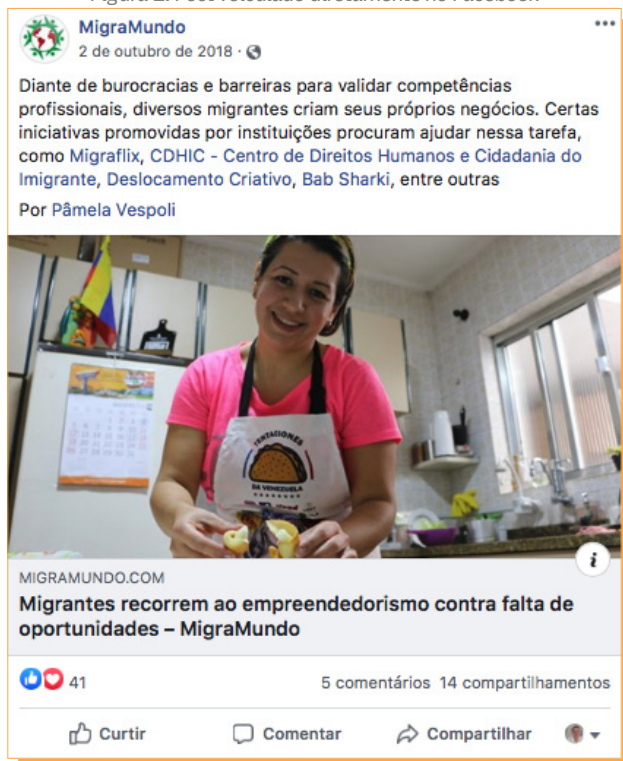 MigraMundo
2 de outubro de 2018 ·
Diante de burocracias e barreiras para validar competências
profissionais, diversos migrantes criam seus próprios negócios. Certas
iniciativas promovidas por instituições procuram ajudar nessa tarefa,
como Migraflix, CDHIC - Centro de Direitos Humanos e Cidadania do
Imigrante, Deslocamento Criativo, Bab Sharki, entre outras
Por Pâmela Vespoli
TENTACIONES
DA VENEZUELA
i
MIGRAMUNDO.COM
Migrantes recorrem ao empreendedorismo contra falta de
oportunidades – MigraMundo
41 5 comentários 14 compartilhamentos
Curtir Comentar Compartilhar